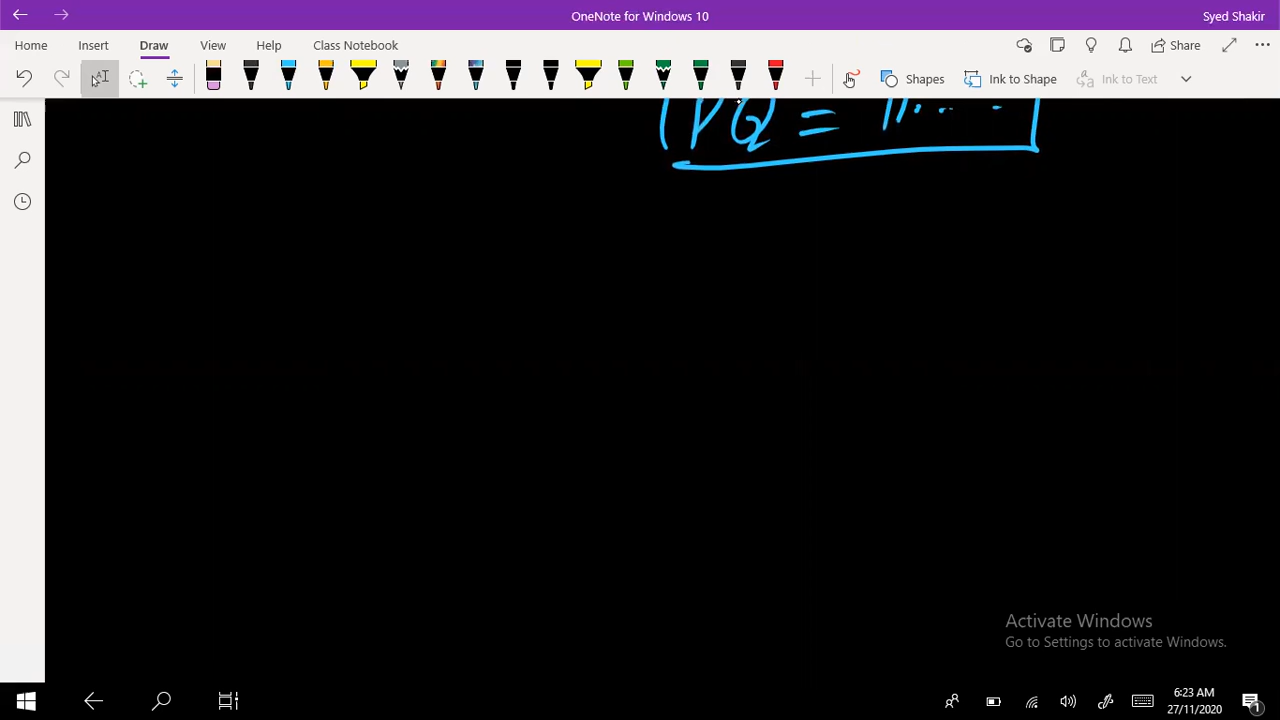 OneNote for Windows 10
Syed Shakir
Home Insert Draw View Help Class Notebook
Share
Shapes
Ink to Shape
Ink to Text
PQ =
Activate Windows
Go to Settings to activate Windows.
6:23 AM
27/11/2020